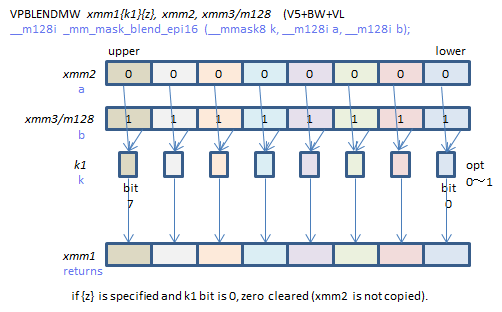 VPBLENDMW xmm1{k1}{z}, xmm2, xmm3/m128 (V5+BW+VL
__m128i _mm_mask_blend_epi16 (__mmask8 k, __m128i a, __m128i b);
upper lower
xmm2 0 0 0 0 0 0 0 0
a
xmm3/m128 1 1 1 1 1 1 1 1
b
k1 opt
k 0～1
bit bit
7 0
xmm1
returns
if {z} is specified and k1 bit is 0, zero cleared (xmm2 is not copied).